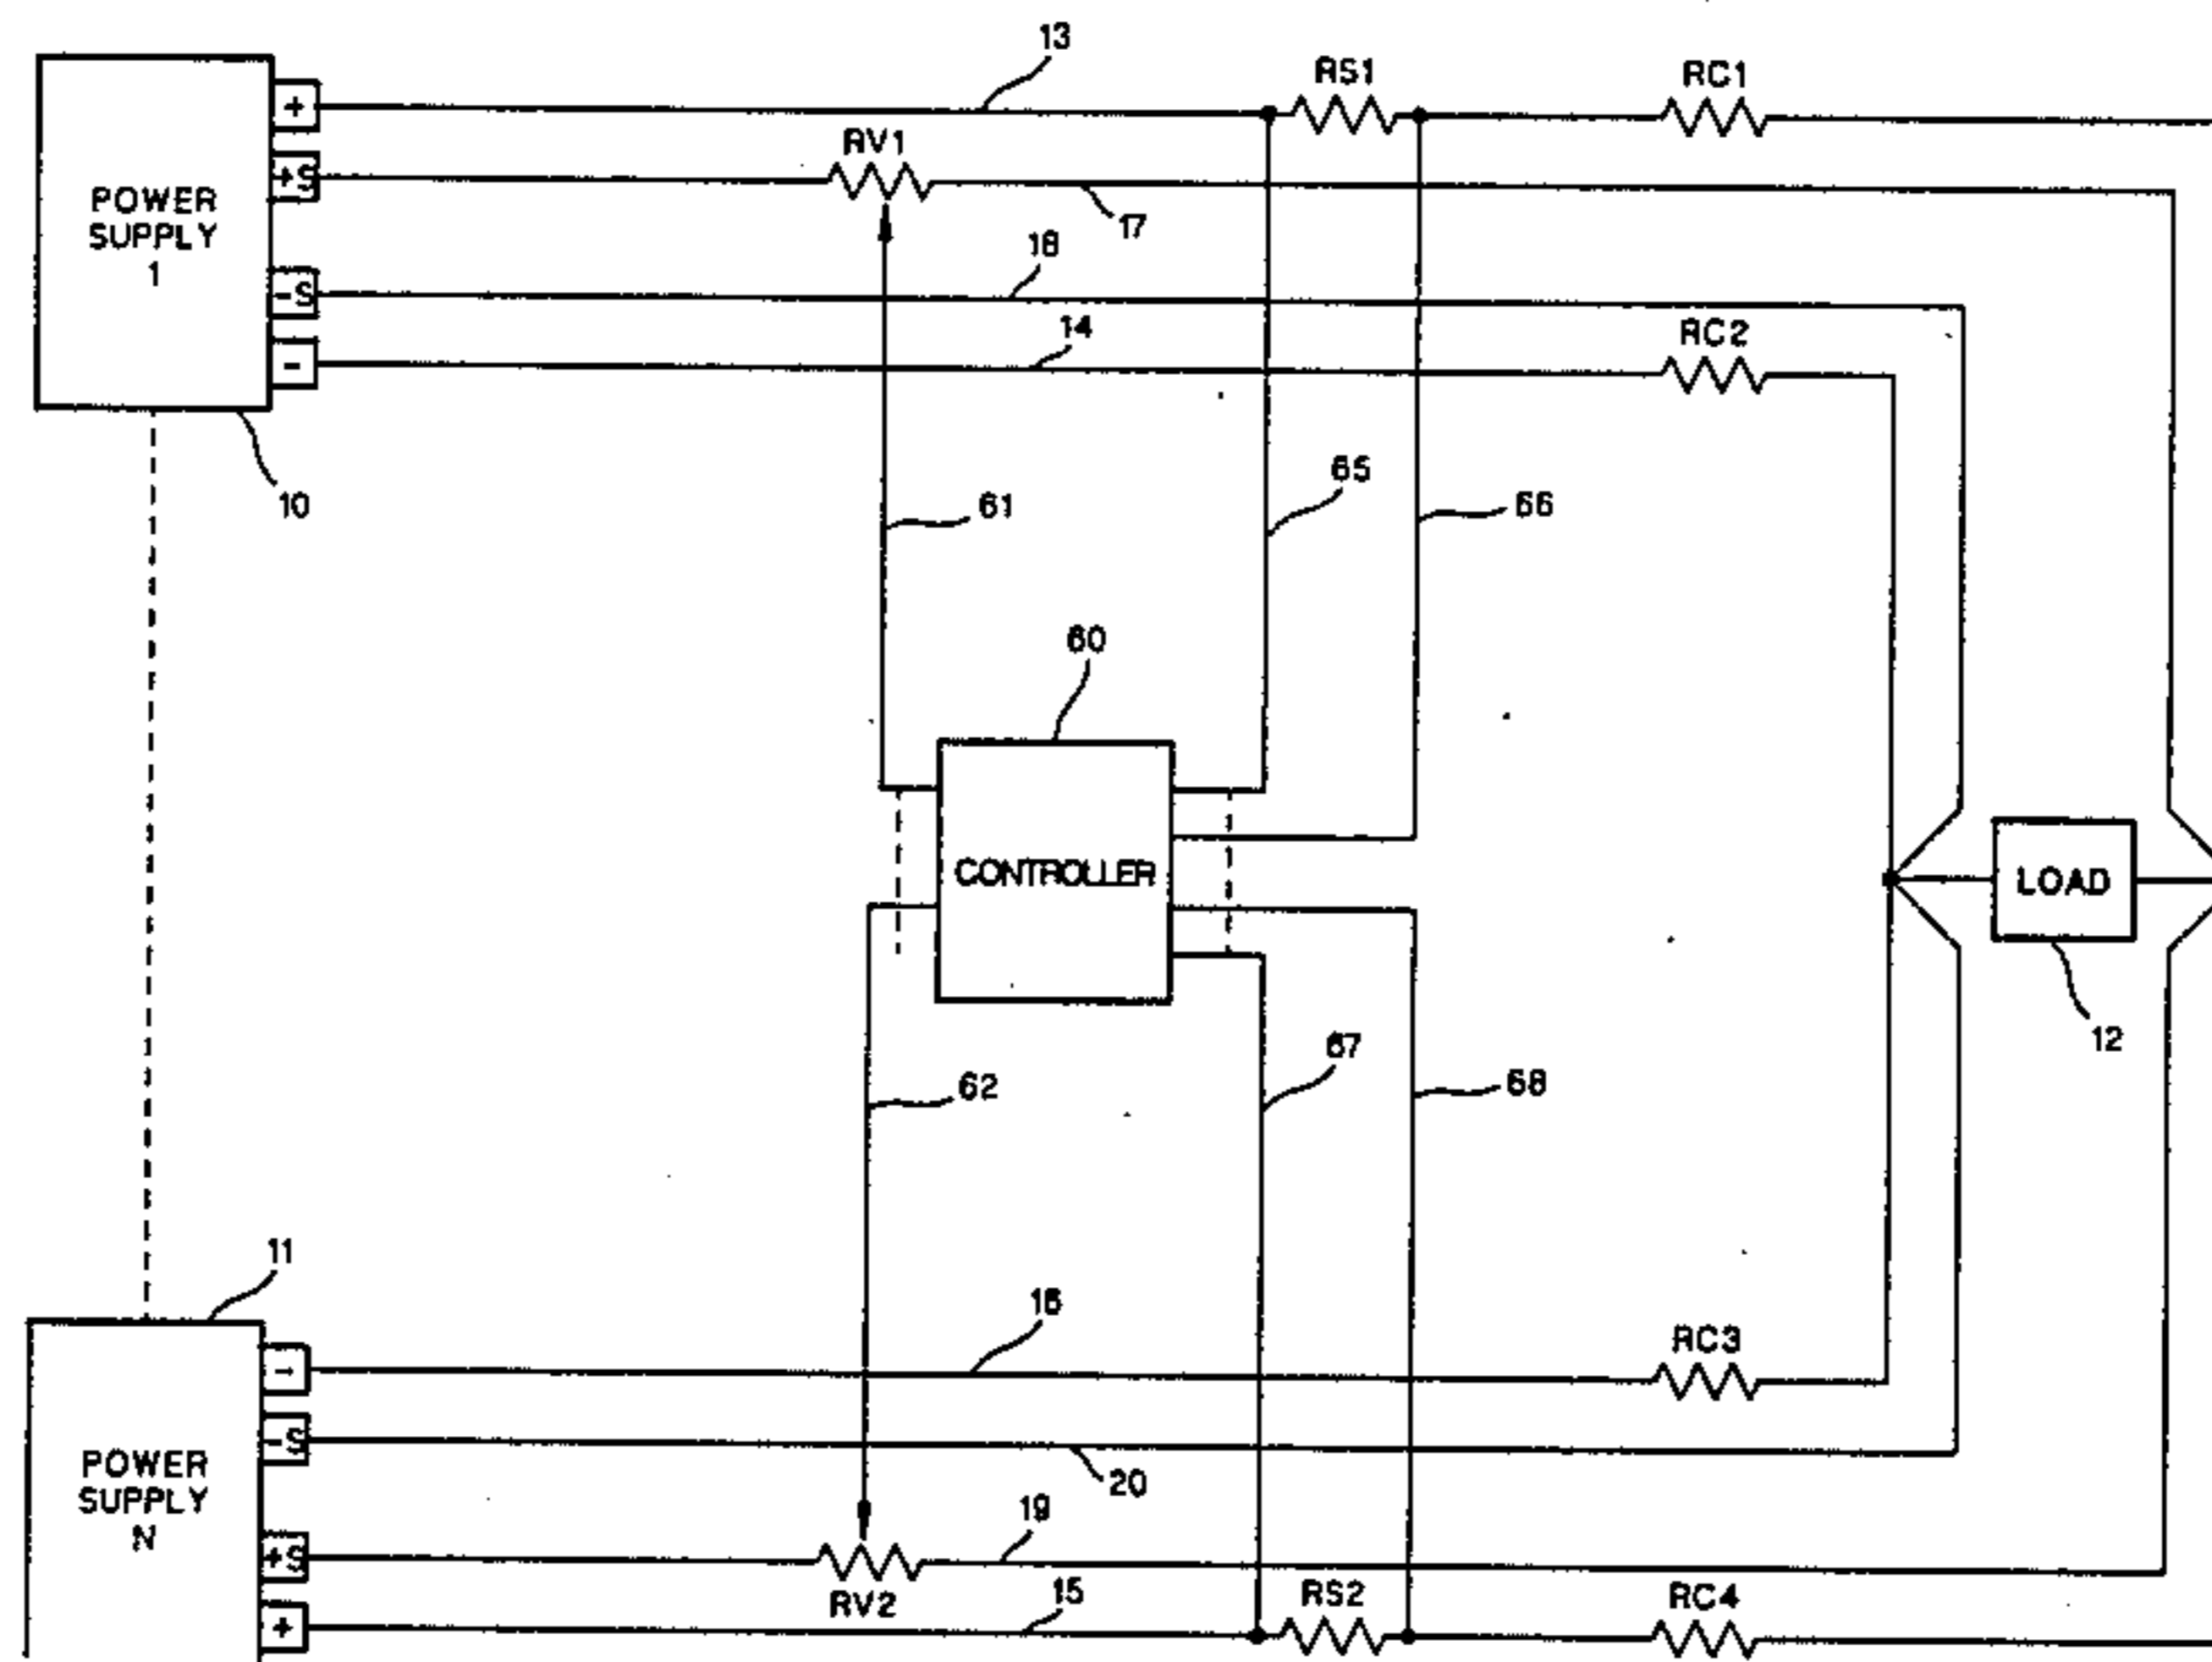 13
RS1
RC1
+
RV1
+S
POWER
SUPPLY
1
17
18
-S
14
RC2
-
10
61
65
66
60
CONTROLLER
LOAD
12
67
62
68
11
16
RC3
-
-S
POWER
SUPPLY
N
20
19
+S
RV2
15
RS2
RC4
+